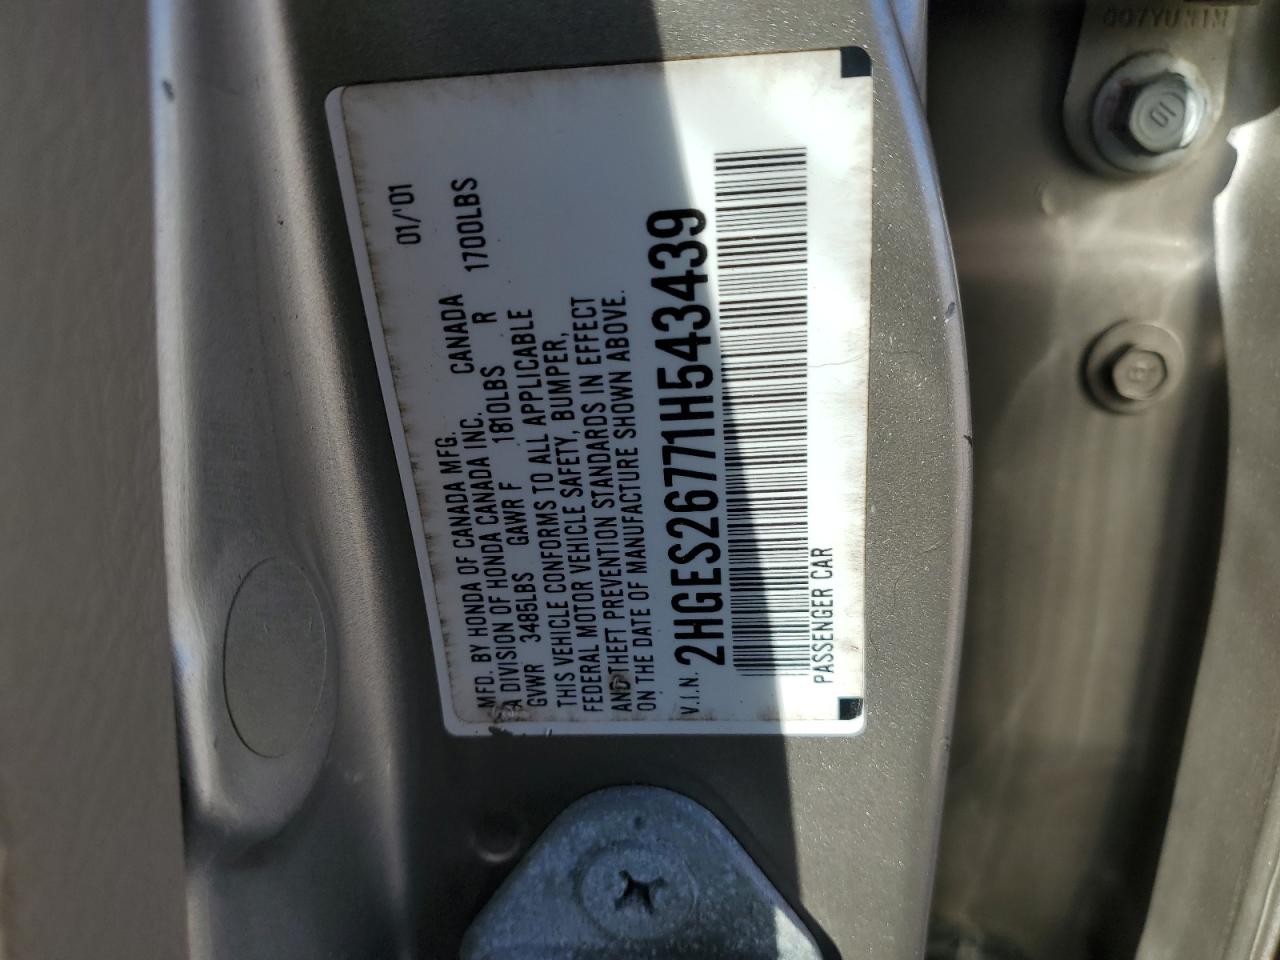 01/'01
MFD. BY HONDA OF CANADA MFG. CANADA
A DIVISION OF HONDA CANADA INC.
GVWR 3485LBS GAWR F 1810LBS R 1700LBS
THIS VEHICLE CONFORMS TO ALL APPLICABLE
FEDERAL MOTOR VEHICLE SAFETY, BUMPER,
AND THEFT PREVENTION STANDARDS IN EFFECT
ON THE DATE OF MANUFACTURE SHOWN ABOVE.
V.I.N. 2HGES26771H543439
PASSENGER CAR